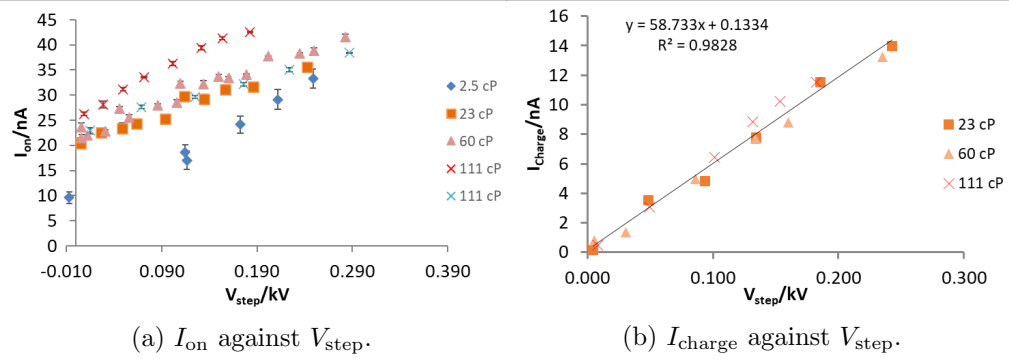 45
40
35
30
25
20
15
10
5
0
I_on/nA
-0.010 0.090 0.190 0.290 0.390
V_step/kV
2.5 cP
23 cP
60 cP
111 cP
111 cP
(a) I_on against V_step.
y = 58.733x + 0.1334
R² = 0.9828
16
14
12
10
8
6
4
2
0
I_Charge/nA
0.000 0.100 0.200 0.300
V_step/kV
23 cP
60 cP
111 cP
(b) I_charge against V_step.